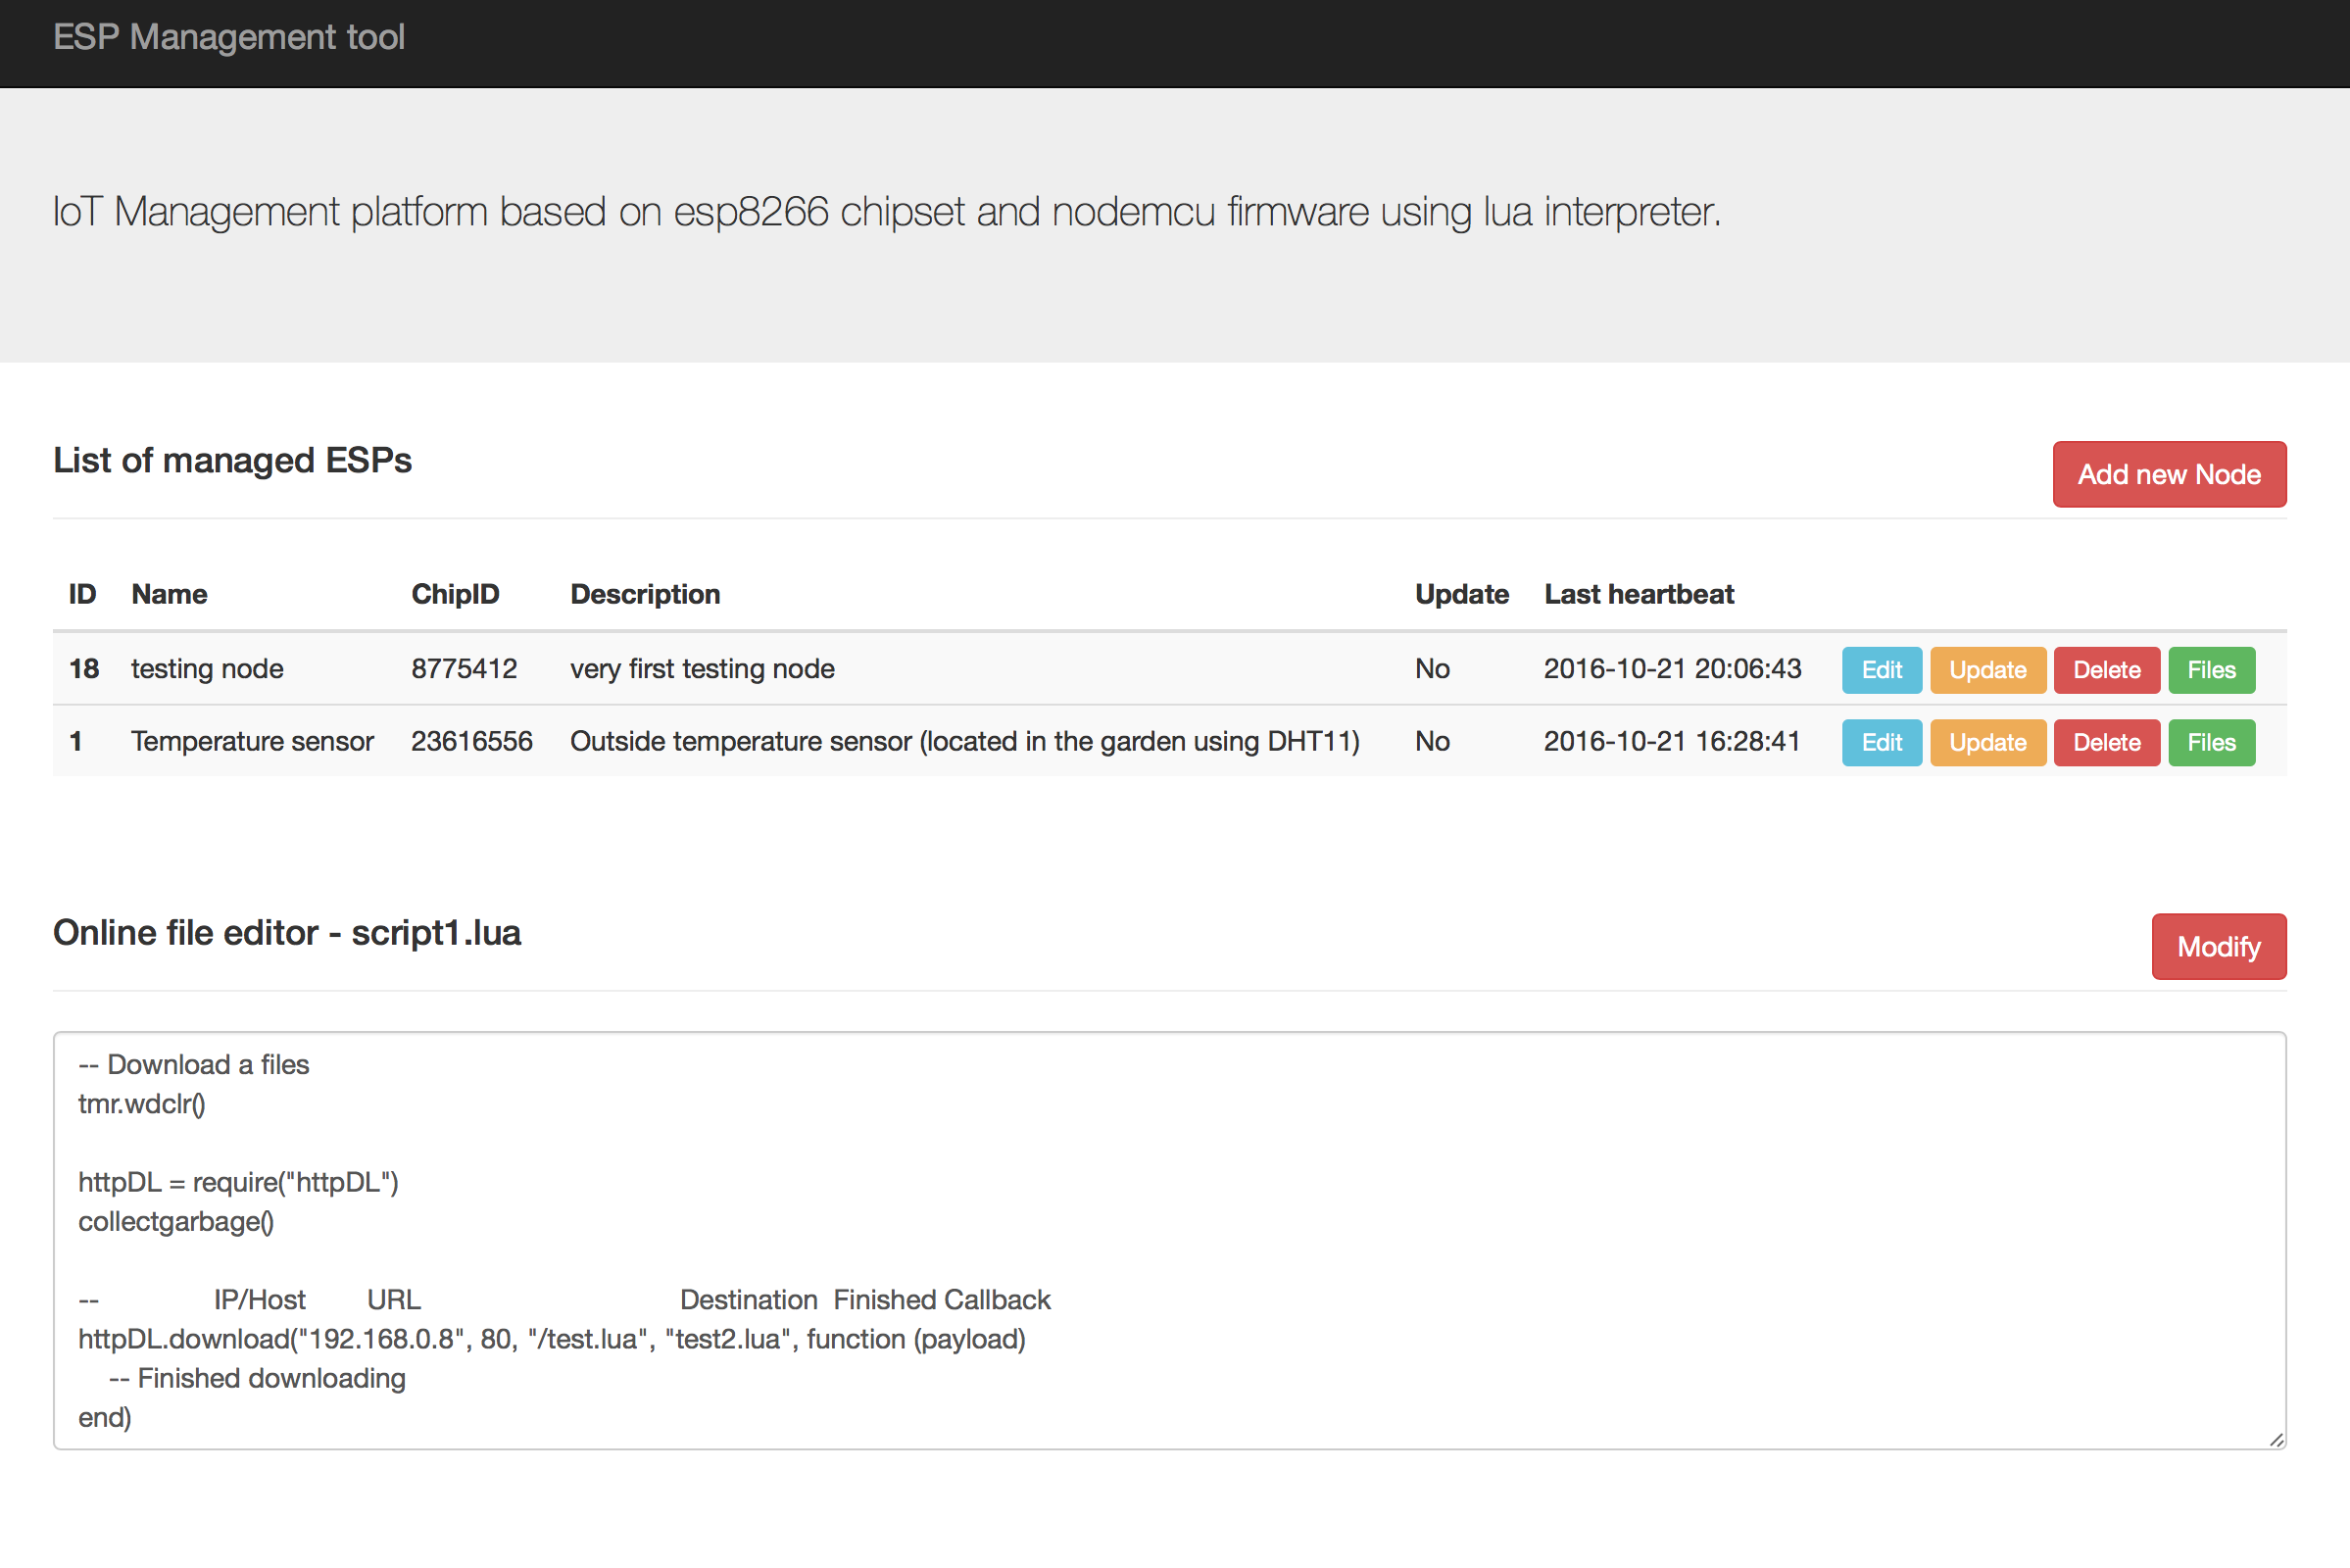 ESP Management tool
IoT Management platform based on esp8266 chipset and nodemcu firmware using lua interpreter.
List of managed ESPs
Add new Node
ID Name ChipID Description Update Last heartbeat
18 testing node 8775412 very first testing node No 2016-10-21 20:06:43 Edit Update Delete Files
1 Temperature sensor 23616556 Outside temperature sensor (located in the garden using DHT11) No 2016-10-21 16:28:41 Edit Update Delete Files
Online file editor - script1.lua
Modify
-- Download a files
tmr.wdclr()
httpDL = require("httpDL")
collectgarbage()
-- IP/Host URL Destination Finished Callback
httpDL.download("192.168.0.8", 80, "/test.lua", "test2.lua", function (payload)
-- Finished downloading
end)